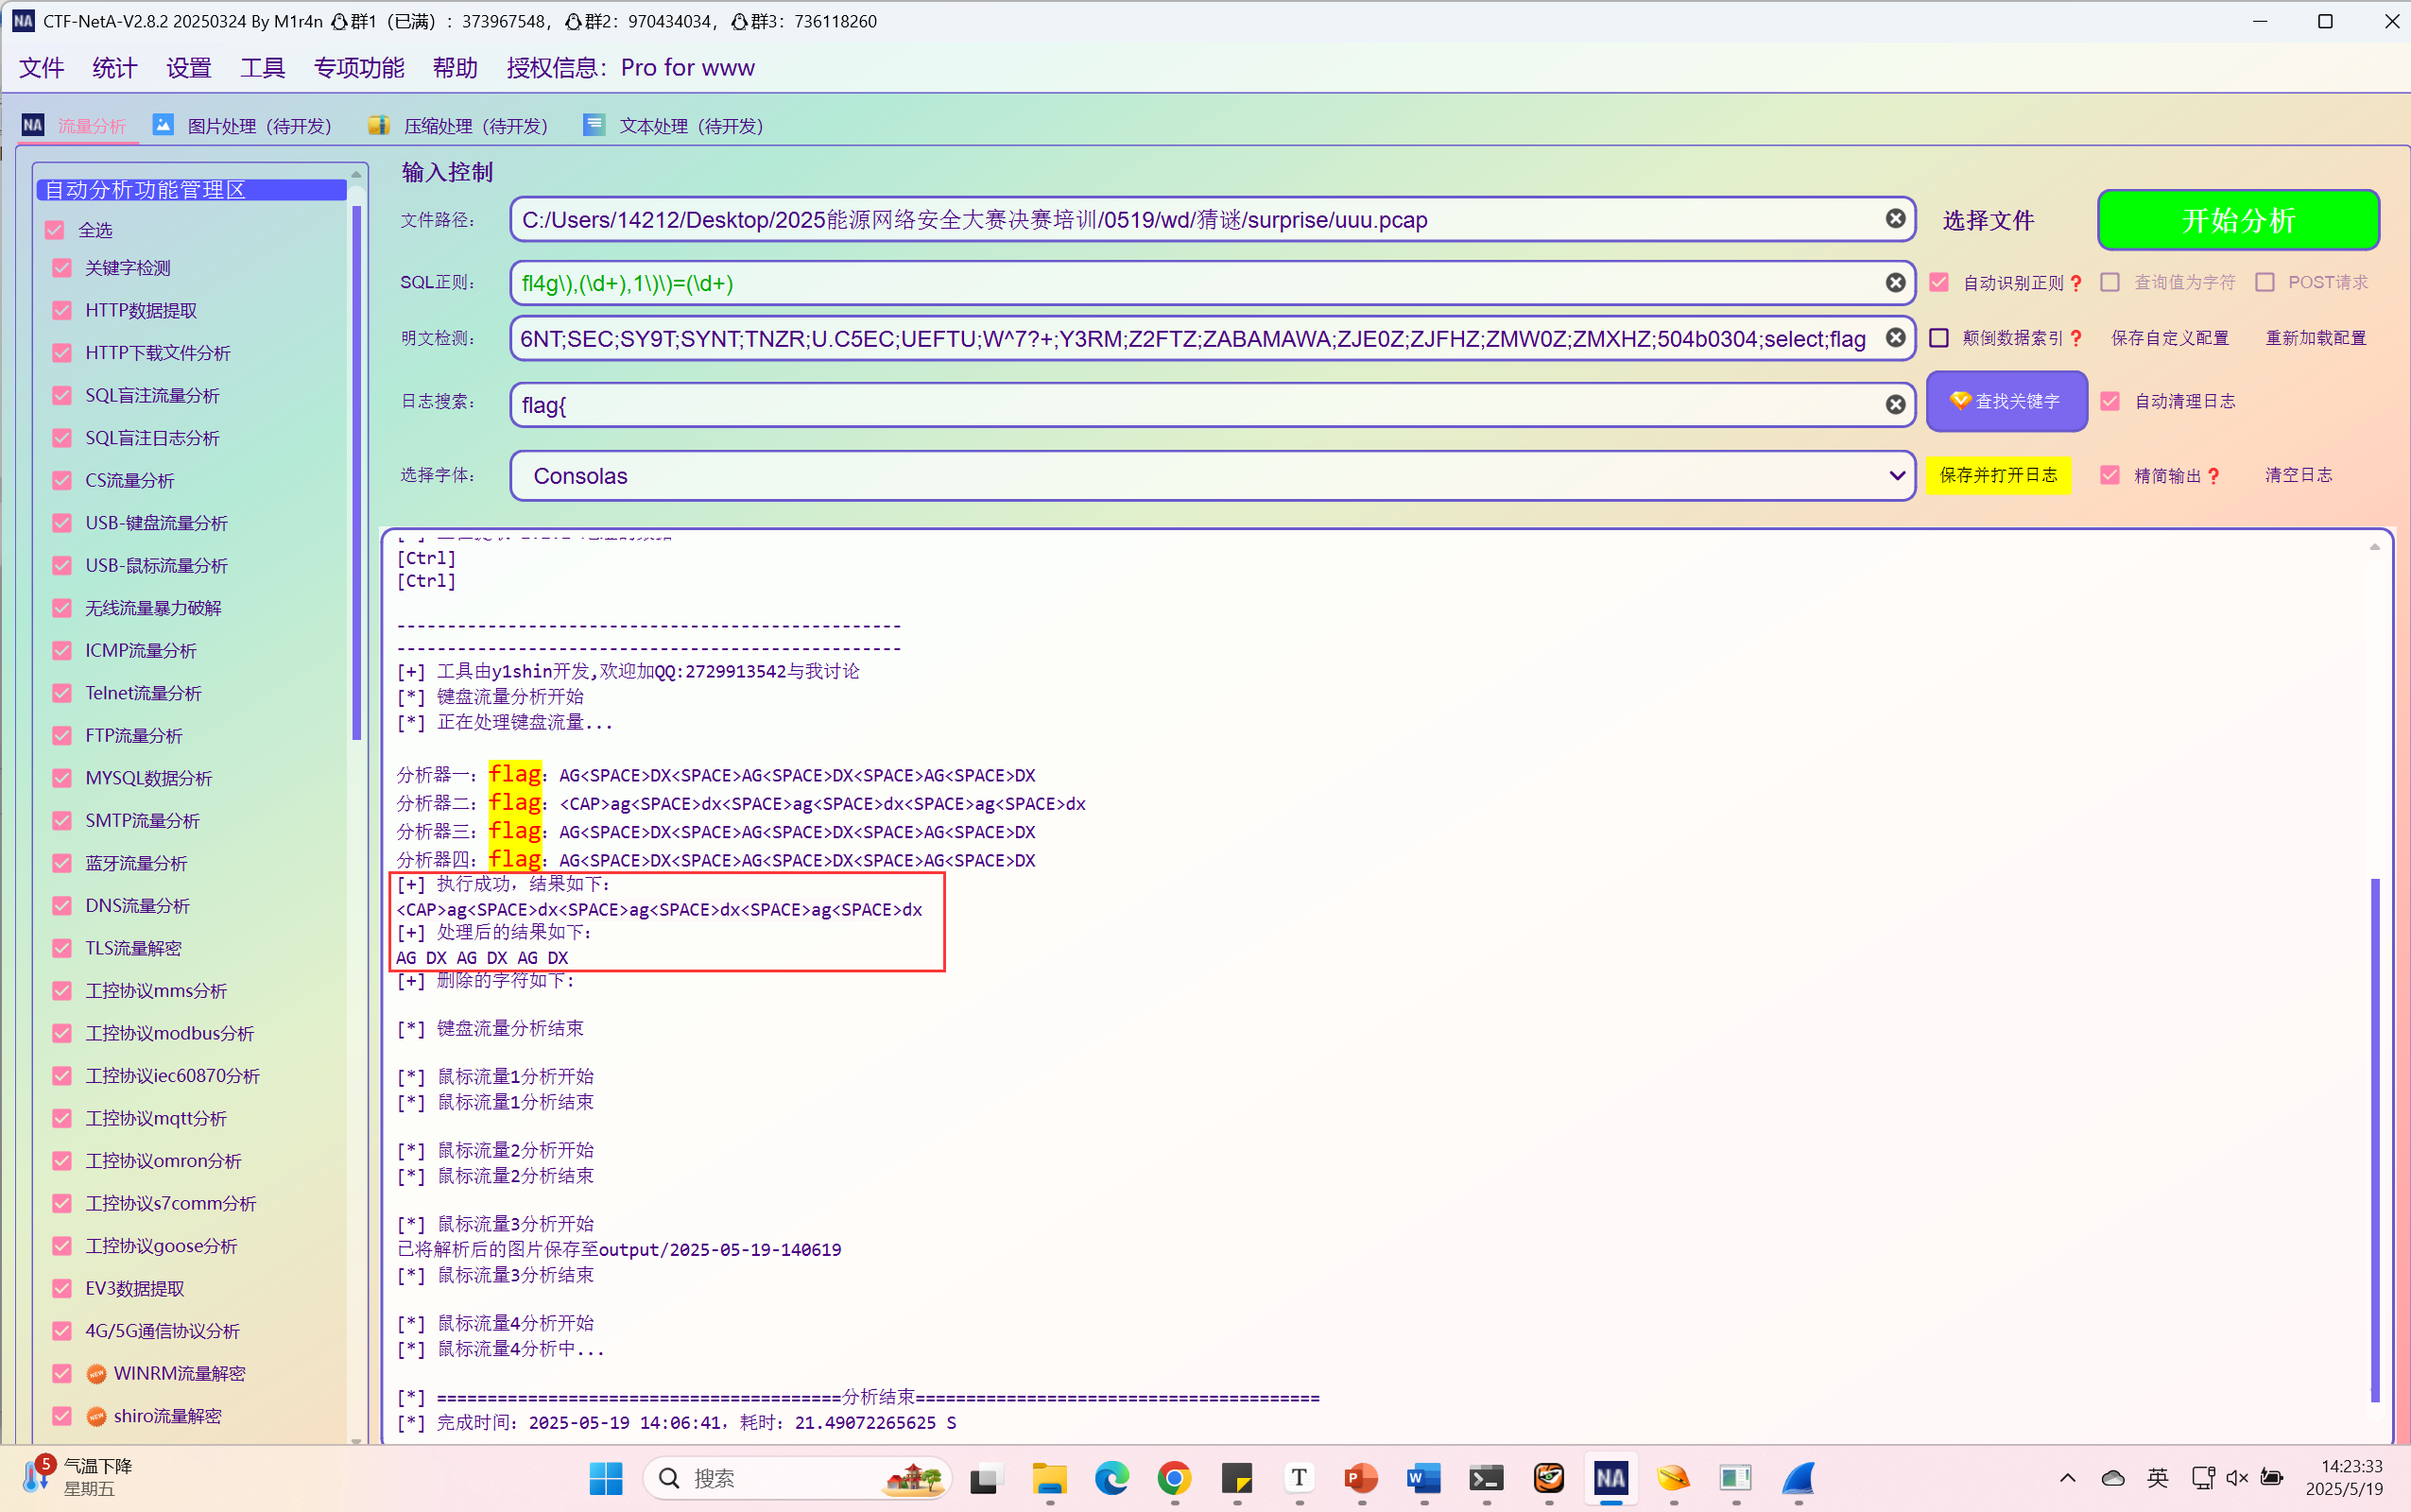 CTF-NetA-V2.8.2 20250324 By M1r4n 群1（已满）: 373967548, 群2: 970434034, 群3: 736118260
文件 统计 设置 工具 专项功能 帮助 授权信息: Pro for www
流量分析 图片处理（待开发） 压缩处理（待开发） 文本处理（待开发）
自动分析功能管理区
全选
关键字检测
HTTP数据提取
HTTP下载文件分析
SQL盲注流量分析
SQL盲注日志分析
CS流量分析
USB-键盘流量分析
USB-鼠标流量分析
无线流量暴力破解
ICMP流量分析
Telnet流量分析
FTP流量分析
MYSQL数据分析
SMTP流量分析
蓝牙流量分析
DNS流量分析
TLS流量解密
工控协议mms分析
工控协议modbus分析
工控协议iec60870分析
工控协议mqtt分析
工控协议omron分析
工控协议s7comm分析
工控协议goose分析
EV3数据提取
4G/5G通信协议分析
WINRM流量解密
shiro流量解密
输入控制
文件路径: C:/Users/14212/Desktop/2025能源网络安全大赛决赛培训/0519/wd/猜谜/surprise/uuu.pcap 选择文件 开始分析
SQL正则: fl4g\),(\d+),1\)\)=(\d+) 自动识别正则❓ 查询值为字符 POST请求
明文检测: 6NT;SEC;SY9T;SYNT;TNZR;U.C5EC;UEFTU;W^7?+;Y3RM;Z2FTZ;ZABAMAWA;ZJE0Z;ZJFHZ;ZMW0Z;ZMXHZ;504b0304;select;flag 颠倒数据索引❓ 保存自定义配置 重新加载配置
日志搜索: flag{ 查找关键字 自动清理日志
选择字体: Consolas 保存并打开日志 精简输出❓ 清空日志
[Ctrl]
[Ctrl]
--------------------------------------------------
--------------------------------------------------
[+] 工具由y1shin开发,欢迎加QQ:2729913542与我讨论
[*] 键盘流量分析开始
[*] 正在处理键盘流量...
分析器一: flag: AG<SPACE>DX<SPACE>AG<SPACE>DX<SPACE>AG<SPACE>DX
分析器二: flag: <CAP>ag<SPACE>dx<SPACE>ag<SPACE>dx<SPACE>ag<SPACE>dx
分析器三: flag: AG<SPACE>DX<SPACE>AG<SPACE>DX<SPACE>AG<SPACE>DX
分析器四: flag: AG<SPACE>DX<SPACE>AG<SPACE>DX<SPACE>AG<SPACE>DX
[+] 执行成功，结果如下:
<CAP>ag<SPACE>dx<SPACE>ag<SPACE>dx<SPACE>ag<SPACE>dx
[+] 处理后的结果如下:
AG DX AG DX AG DX
[+] 删除的字符如下:
[*] 键盘流量分析结束
[*] 鼠标流量1分析开始
[*] 鼠标流量1分析结束
[*] 鼠标流量2分析开始
[*] 鼠标流量2分析结束
[*] 鼠标流量3分析开始
已将解析后的图片保存至output/2025-05-19-140619
[*] 鼠标流量3分析结束
[*] 鼠标流量4分析开始
[*] 鼠标流量4分析中...
[*] ========================================分析结束========================================
[*] 完成时间: 2025-05-19 14:06:41，耗时: 21.49072265625 S
5 气温下降
星期五
搜索
英
14:23:33
2025/5/19